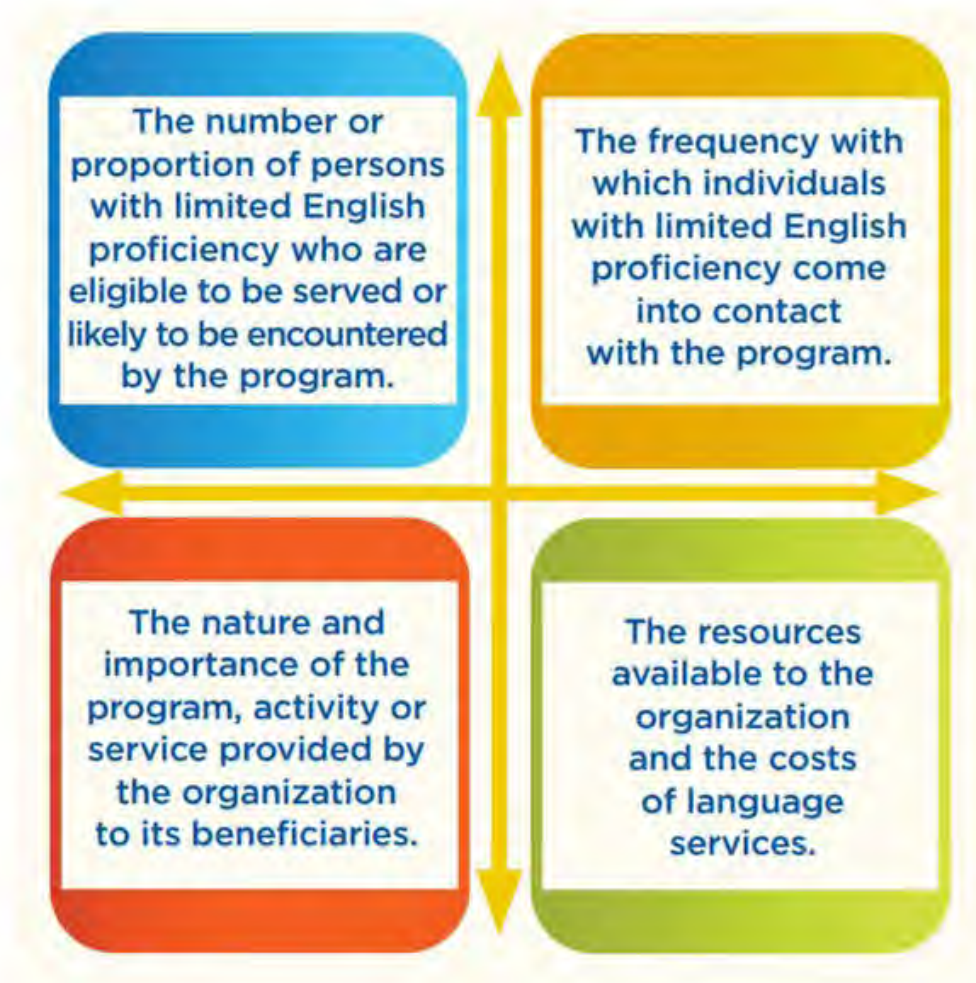 The number or
proportion of persons
with limited English
proficiency who are
eligible to be served or
likely to be encountered
by the program.
The frequency with
which individuals
with limited English
proficiency come
into contact
with the program.
The nature and
importance of the
program, activity or
service provided by
the organization
to its beneficiaries.
The resources
available to the
organization
and the costs
of language
services.